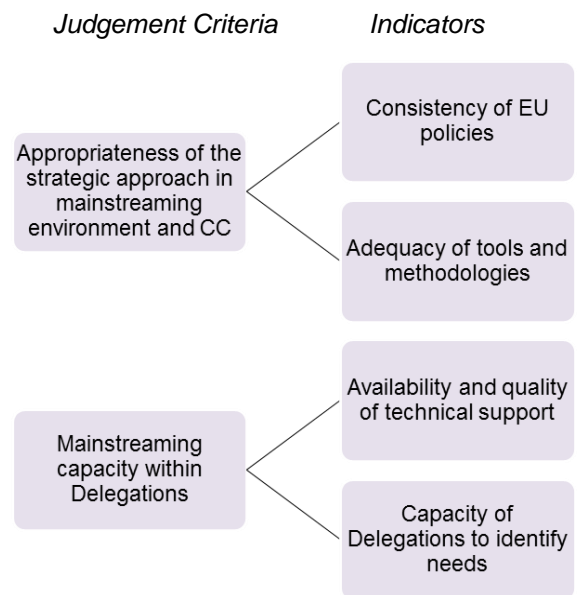 Judgement Criteria
Indicators
Appropriateness of the
strategic approach in
mainstreaming
environment and CC
Consistency of EU
policies
Adequacy of tools and
methodologies
Mainstreaming
capacity within
Delegations
Availability and quality
of technical support
Capacity of
Delegations to identify
needs